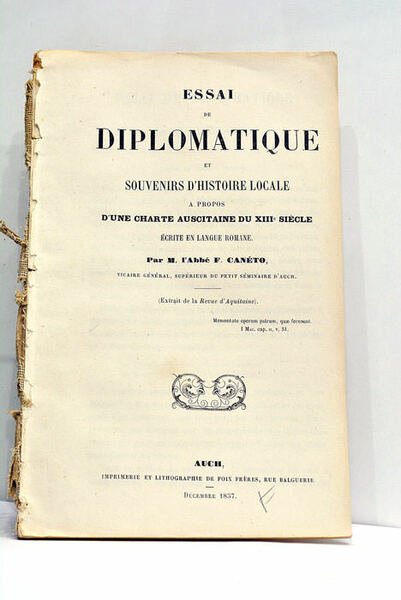 ESSAI
DE
DIPLOMATIQUE
ET
SOUVENIRS D'HISTOIRE LOCALE
A PROPOS
D'UNE CHARTE AUSCITAINE DU XIIIe SIÈCLE
ÉCRITE EN LANGUE ROMANE.
Par M. l'Abbé F. CANÉTO,
VICAIRE GÉNÉRAL, SUPÉRIEUR DU PETIT SÉMINAIRE D'AUCH.
(Extrait de la Revue d'Aquitaine).
Mementote operum patrum, quæ fecerunt.
I Mac. cap, II, v. 51.
AUCH,
IMPRIMERIE ET LITHOGRAPHIE DE FOIX FRÈRES, RUE BALGUERIE
DÉCEMBRE 1857.
F